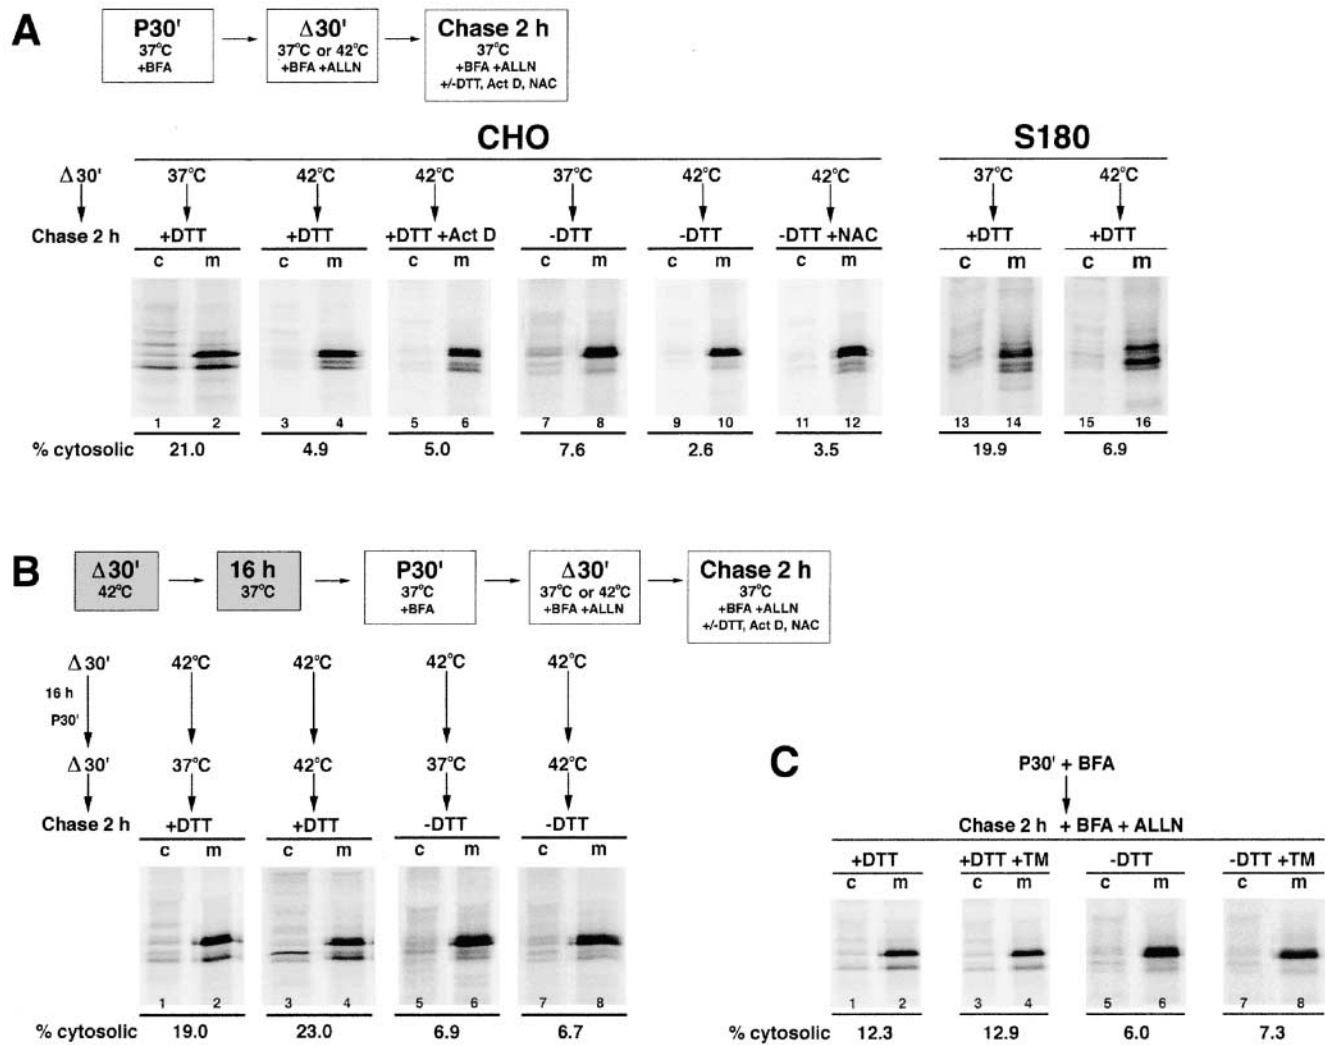 A
P30' Δ30' Chase 2 h
37°C 37°C or 42°C 37°C
+BFA +BFA +ALLN +BFA +ALLN
+/-DTT, Act D, NAC
CHO S180
Δ30' 37°C 42°C 42°C 37°C 42°C 42°C 37°C 42°C
Chase 2 h +DTT +DTT +DTT +Act D -DTT -DTT -DTT +NAC +DTT +DTT
c m c m c m c m c m c m c m c m
1 2 3 4 5 6 7 8 9 10 11 12 13 14 15 16
% cytosolic 21.0 4.9 5.0 7.6 2.6 3.5 19.9 6.9
B
Δ30' 16 h P30' Δ30' Chase 2 h
42°C 37°C 37°C 37°C or 42°C 37°C
+BFA +BFA +ALLN +BFA +ALLN
+/-DTT, Act D, NAC
Δ30' 42°C 42°C 42°C 42°C
16 h
P30'
Δ30' 37°C 42°C 37°C 42°C
Chase 2 h +DTT +DTT -DTT -DTT
c m c m c m c m
1 2 3 4 5 6 7 8
% cytosolic 19.0 23.0 6.9 6.7
C
P30' + BFA
Chase 2 h + BFA + ALLN
+DTT +DTT +TM -DTT -DTT +TM
c m c m c m c m
1 2 3 4 5 6 7 8
% cytosolic 12.3 12.9 6.0 7.3